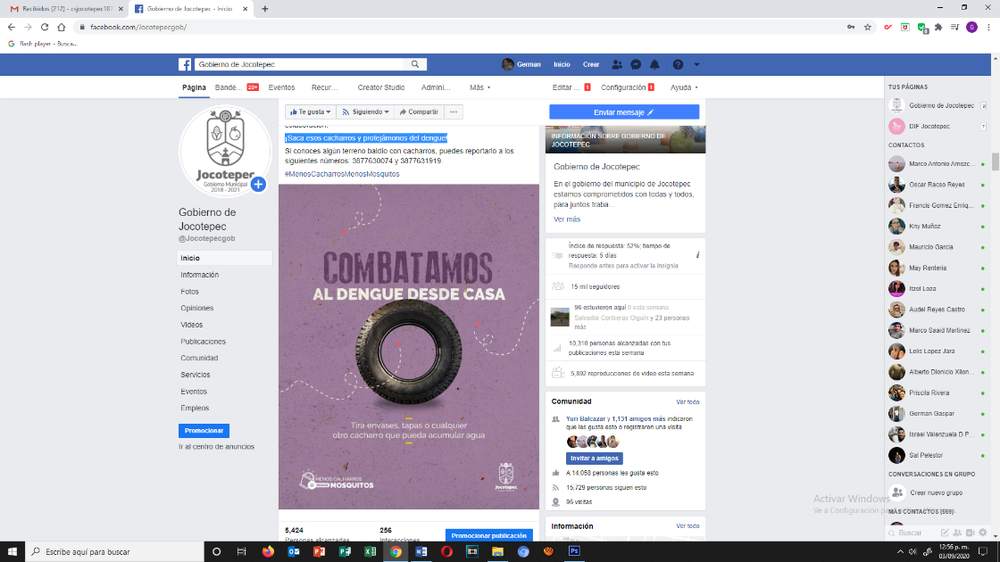 Recibidos (212) - csjocotepec182
Gobierno de Jocotepec - Inicio
facebook.com/Jocotepecgob/
flash player - Busca...
Gobierno de Jocotepec
German
Inicio
Crear
Página
Bande...
20+
Eventos
Recur...
Creator Studio
Admini...
Más
Editar ...
1
Configuración
1
Ayuda
Te gusta
Siguiendo
Compartir
Enviar mensaje
¡Saca esos cacharros y protejámonos del dengue!
Si conoces algún terreno baldío con cacharros, puedes reportarlo a los
siguientes números: 3877630074 y 3877631919.
#MenosCacharrosMenosMosquitos
Jocotepec
Gobierno Municipal
2018 - 2021
Gobierno de
Jocotepec
@Jocotepecgob
Inicio
Información
Fotos
Opiniones
Videos
Publicaciones
Comunidad
Servicios
Eventos
Empleos
Promocionar
Ir al centro de anuncios
COMBATAMOS
AL DENGUE DESDE CASA
Tira envases, tapas o cualquier
otro cacharro que pueda acumular agua
MENOS CACHARROS
MENOS MOSQUITOS
Jocotepec
5,424
Personas alcanzadas
256
Interacciones
Promocionar publicación
INFORMACIÓN SOBRE GOBIERNO DE
JOCOTEPEC
Gobierno de Jocotepec
En el gobierno del municipio de Jocotepec
estamos comprometidos con todas y todos,
para juntos traba...
Ver más
Índice de respuesta: 52%; tiempo de
respuesta: 5 días
Responde antes para activar la insignia
15 mil seguidores
96 estuvieron aquí 0 esta semana
Salvador Contreras Olguín y 23 personas
más
10,310 personas alcanzadas con tus
publicaciones esta semana
5,892 reproducciones de video esta semana
Comunidad
Ver todo
Yuri Balcazar y 1,131 amigos más indicaron
que les gusta esto o registraron una visita
Invitar a amigos
A 14.058 personas les gusta esto
15,729 personas siguen esto
96 visitas
Información
Ver todo
TUS PÁGINAS
Gobierno de Jocotepec
DIF Jocotepec
7
CONTACTOS
Marco Antonio Amezc...
Oscar Racso Reyes
Francis Gomez Enriq...
Kny Muñoz
Mauricio Garcia
May Renteria
Itzel Loza
Audel Reyes Castro
Marco Saaid Martinez
Lolis Lopez Jara
Alberto Dionicio Xilon...
Priscila Rivera
German Gaspar
Israel Valenzuela D P...
Sal Pelestor
CONVERSACIONES EN GRUPO
Crear nuevo grupo
MÁS CONTACTOS (669)
Buscar
Activar Windows
Ve a Configuración
Escribe aquí para buscar
12:56 p. m.
03/09/2020